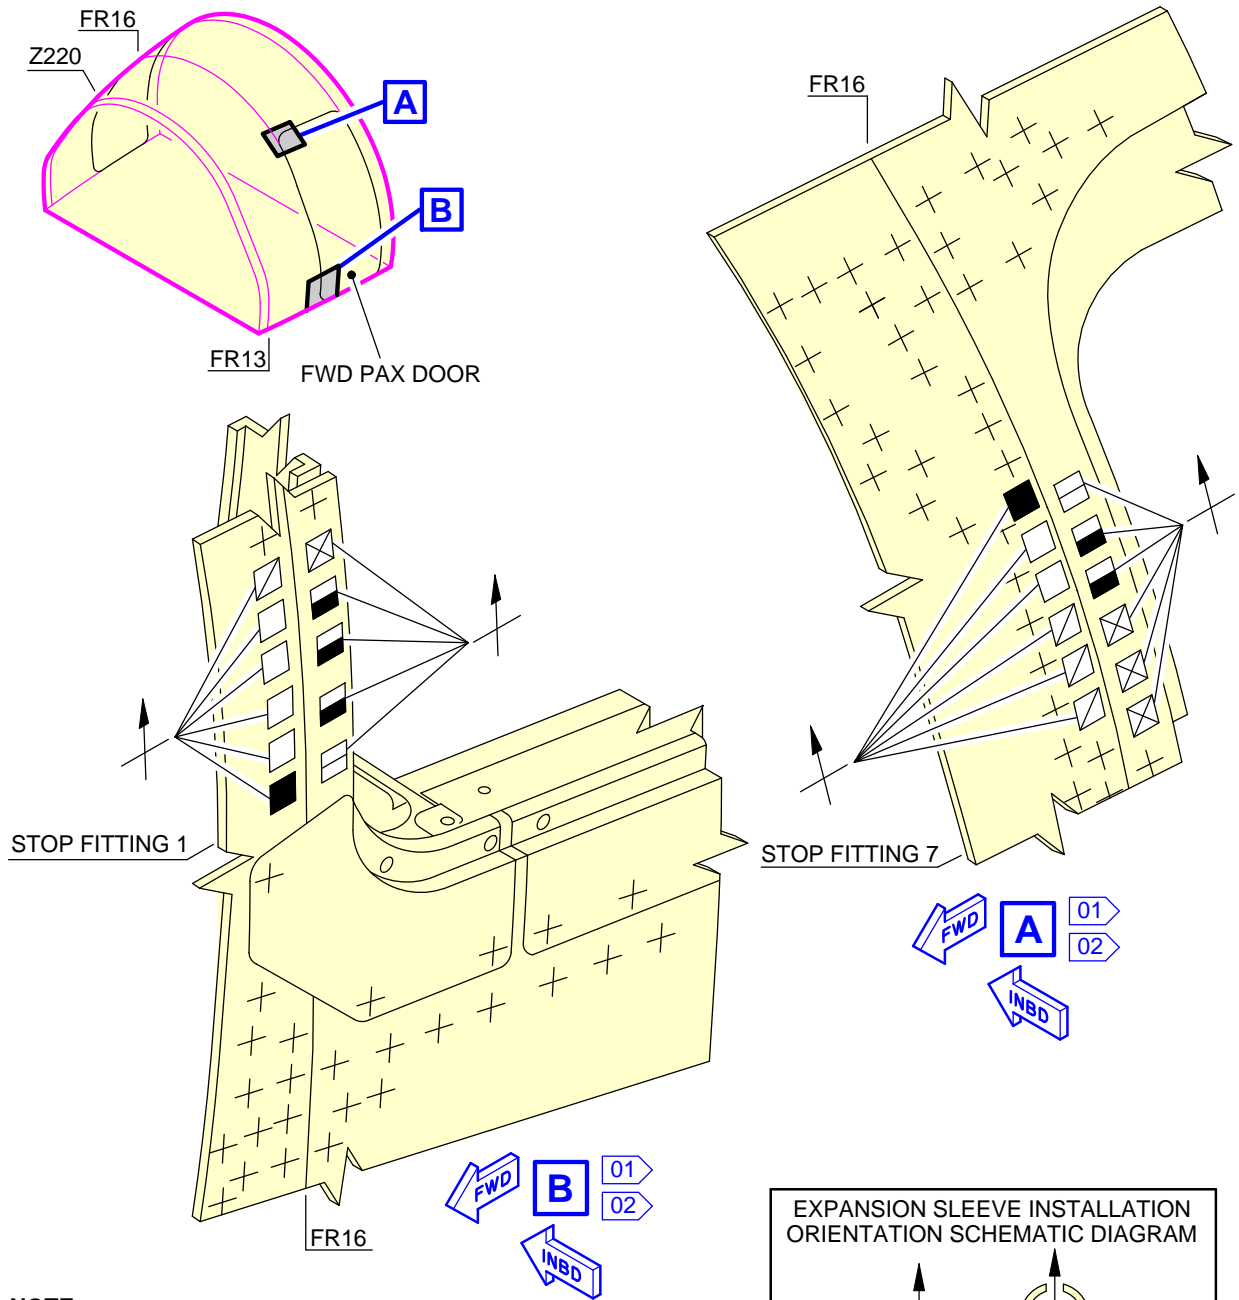 FR16
Z220
A
B
FR13
FWD PAX DOOR
FR16
STOP FITTING 1
STOP FITTING 7
FWD
A
01
02
INBD
FWD
B
01
02
INBD
FR16
EXPANSION SLEEVE INSTALLATION
ORIENTATION SCHEMATIC DIAGRAM